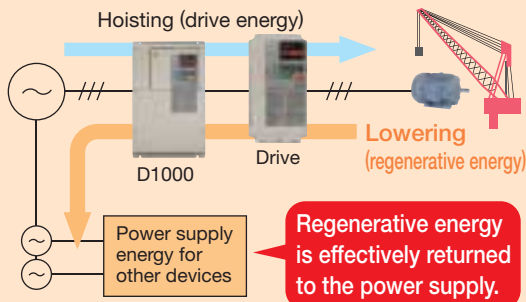 Hoisting (drive energy)
D1000
Drive
Lowering
(regenerative energy)
Power supply
energy for
other devices
Regenerative energy
is effectively returned
to the power supply.